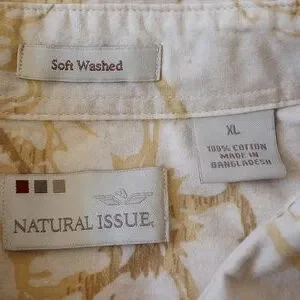 Soft Washed
XL
100% COTTON
MADE IN
BANGLADESH
NATURAL ISSUE